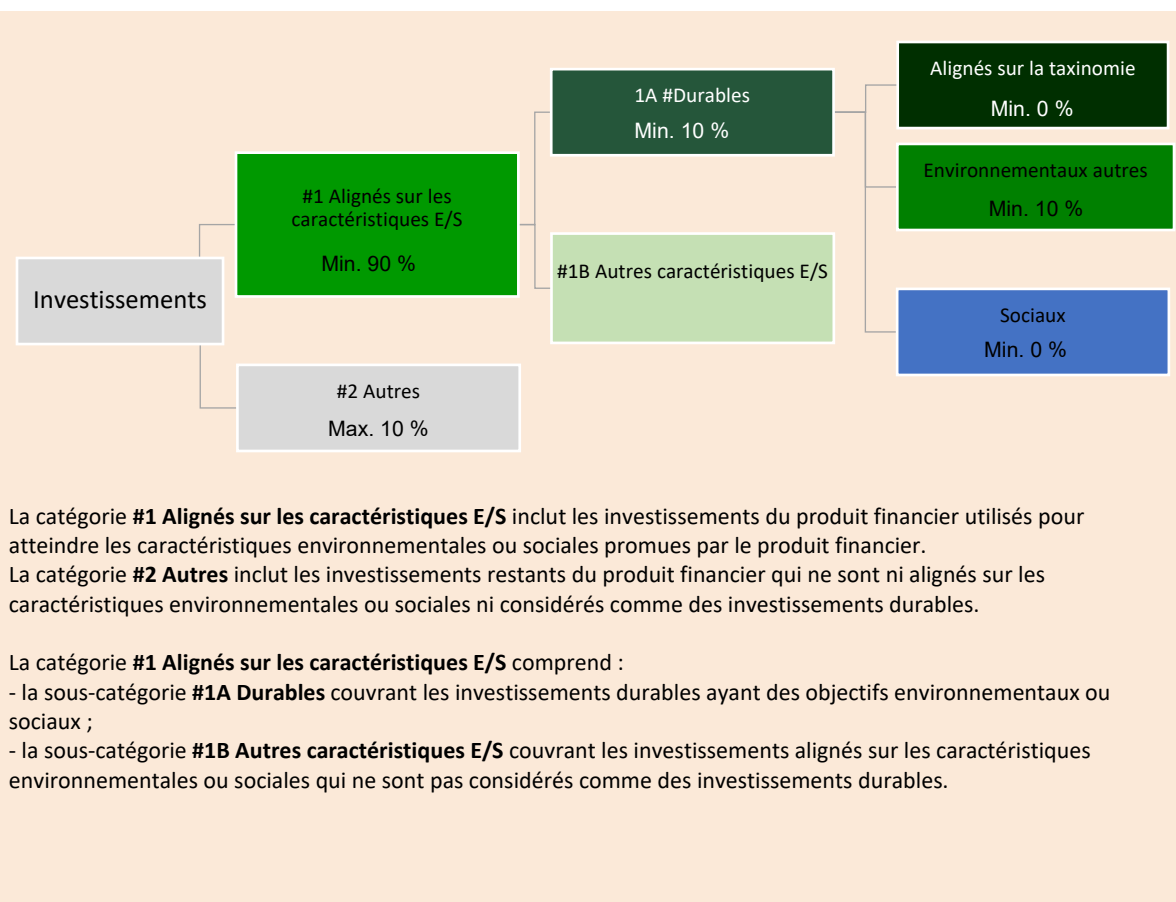 Investissements
#1 Alignés sur les
caractéristiques E/S
Min. 90 %
#2 Autres
Max. 10 %
1A #Durables
Min. 10 %
#1B Autres caractéristiques E/S
Alignés sur la taxinomie
Min. 0 %
Environnementaux autres
Min. 10 %
Sociaux
Min. 0 %
La catégorie #1 Alignés sur les caractéristiques E/S inclut les investissements du produit financier utilisés pour
atteindre les caractéristiques environnementales ou sociales promues par le produit financier.
La catégorie #2 Autres inclut les investissements restants du produit financier qui ne sont ni alignés sur les
caractéristiques environnementales ou sociales ni considérés comme des investissements durables.
La catégorie #1 Alignés sur les caractéristiques E/S comprend :
- la sous-catégorie #1A Durables couvrant les investissements durables ayant des objectifs environnementaux ou
sociaux ;
- la sous-catégorie #1B Autres caractéristiques E/S couvrant les investissements alignés sur les caractéristiques
environnementales ou sociales qui ne sont pas considérés comme des investissements durables.